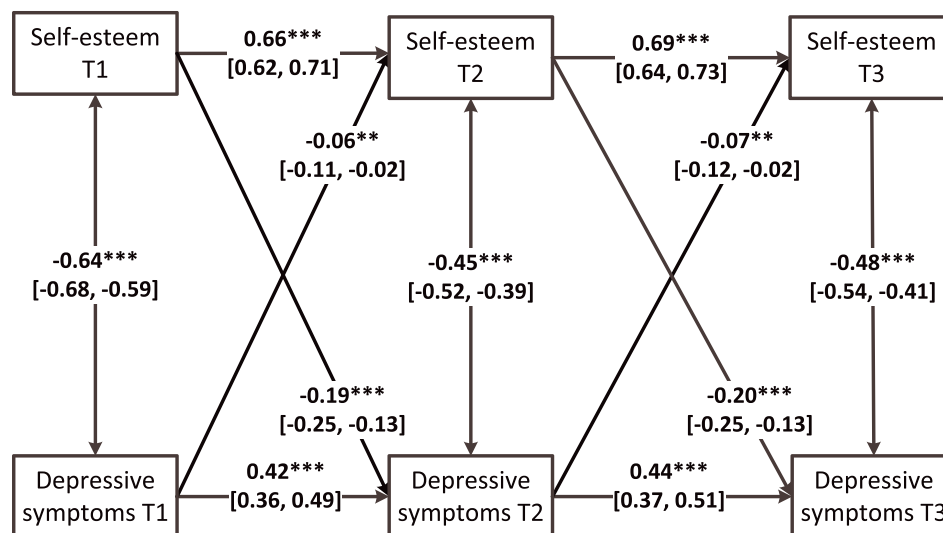 Self-esteem
T1
0.66***
[0.62, 0.71]
Self-esteem
T2
0.69***
[0.64, 0.73]
Self-esteem
T3
-0.06**
[-0.11, -0.02]
-0.07**
[-0.12, -0.02]
-0.64***
[-0.68, -0.59]
-0.45***
[-0.52, -0.39]
-0.48***
[-0.54, -0.41]
-0.19***
[-0.25, -0.13]
-0.20***
[-0.25, -0.13]
Depressive
symptoms T1
0.42***
[0.36, 0.49]
Depressive
symptoms T2
0.44***
[0.37, 0.51]
Depressive
symptoms T3